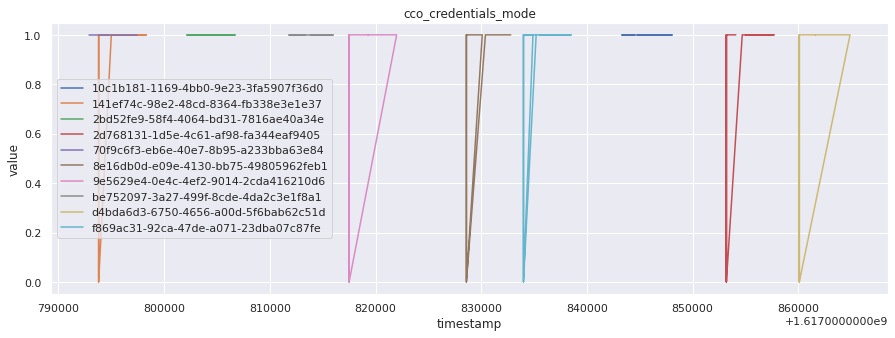 cco_credentials_mode
value
1.0
0.8
0.6
0.4
0.2
0.0
10c1b181-1169-4bb0-9e23-3fa5907f36d0
141ef74c-98e2-48cd-8364-fb338e3e1e37
2bd52fe9-58f4-4064-bd31-7816ae40a34e
2d768131-1d5e-4c61-af98-fa344eaf9405
70f9c6f3-eb6e-40e7-8b95-a233bba63e84
8e16db0d-e09e-4130-bb75-49805962feb1
9e5629e4-0e4c-4ef2-9014-2cda416210d6
be752097-3a27-499f-8cde-4da2c3e1f8a1
d4bda6d3-6750-4656-a00d-5f6bab62c51d
f869ac31-92ca-47de-a071-23dba07c87fe
790000 800000 810000 820000 830000 840000 850000 860000
+1.6170000000e9
timestamp